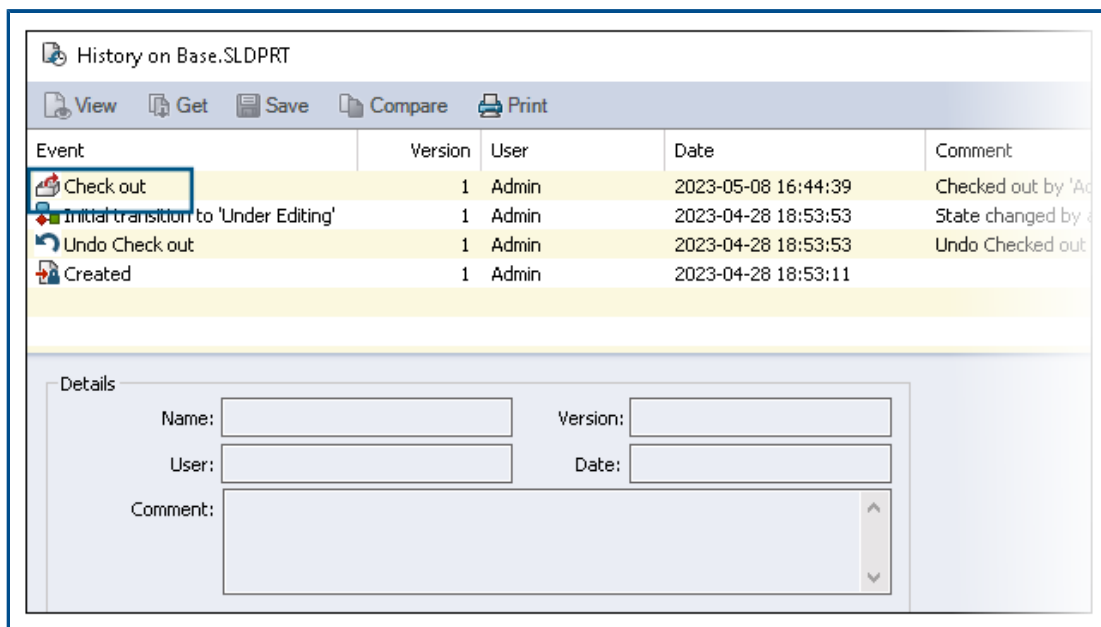 History on Base.SLDPRT
View Get Save Compare Print
Event Version User Date Comment
Check out 1 Admin 2023-05-08 16:44:39 Checked out by
Initial transition to 'Under Editing' 1 Admin 2023-04-28 18:53:53 State changed by
Undo Check out 1 Admin 2023-04-28 18:53:53 Undo Checked out
Created 1 Admin 2023-04-28 18:53:11
Details
Name: Version:
User: Date:
Comment: